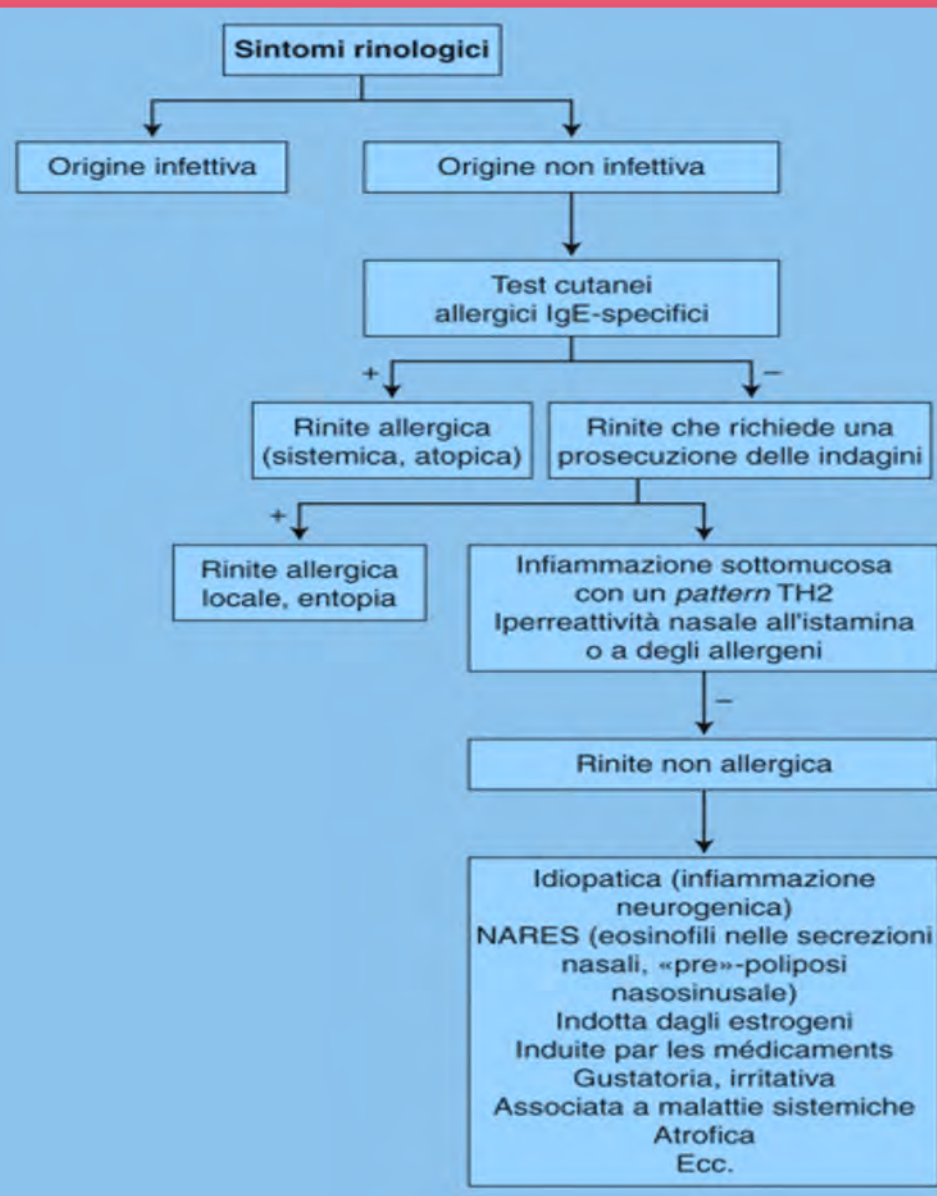 Sintomi rinologici
Origine infettiva
Origine non infettiva
Test cutanei
allergici IgE-specifici
+
–
Rinite allergica
(sistemica, atopica)
Rinite che richiede una
prosecuzione delle indagini
+
Rinite allergica
locale, entopia
Infiammazione sottomucosa
con un pattern TH2
Iperreattività nasale all'istamina
o a degli allergeni
–
Rinite non allergica
Idiopatica (infiammazione
neurogenica)
NARES (eosinofili nelle secrezioni
nasali, «pre»-poliposi
nasosinusale)
Indotta dagli estrogeni
Induite par les médicaments
Gustatoria, irritativa
Associata a malattie sistemiche
Atrofica
Ecc.